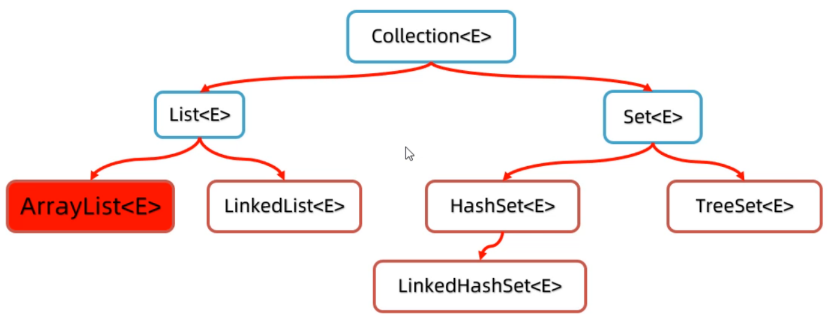 Collection<E>
List<E>
Set<E>
ArrayList<E>
LinkedList<E>
HashSet<E>
TreeSet<E>
LinkedHashSet<E>